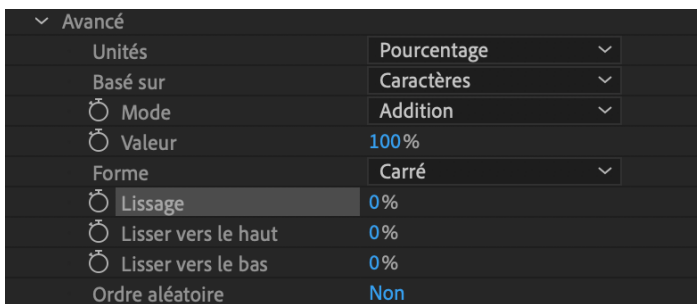 Avancé
Unités Pourcentage
Basé sur Caractères
Mode Addition
Valeur 100%
Forme Carré
Lissage 0%
Lisser vers le haut 0%
Lisser vers le bas 0%
Ordre aléatoire Non